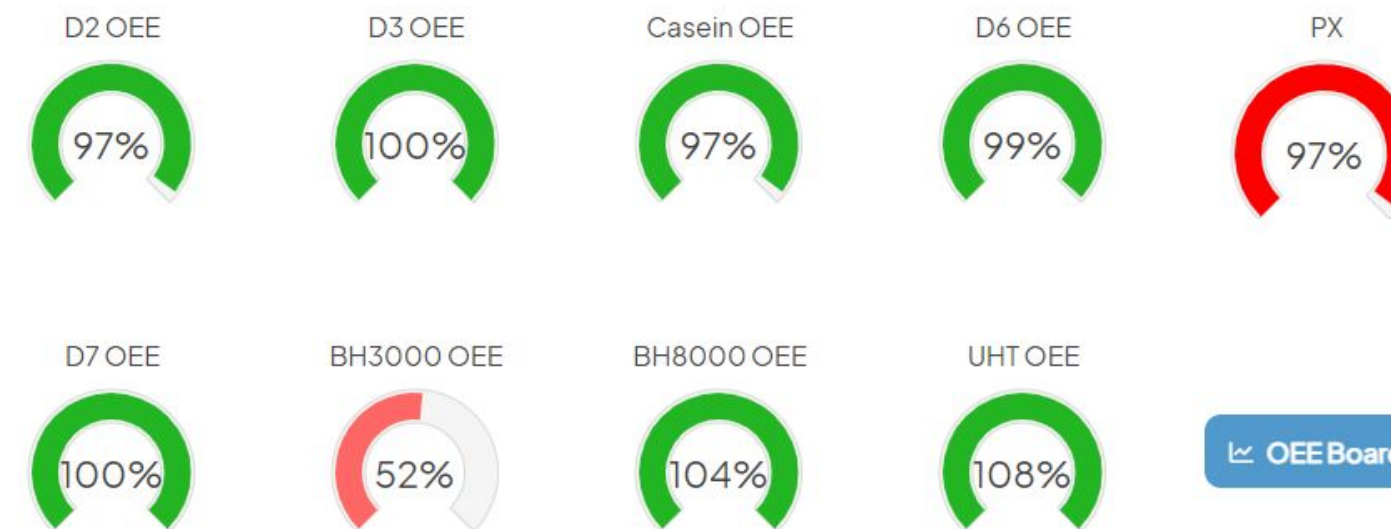 D2 OEE
D3 OEE
Casein OEE
D6 OEE
PX
97%
100%
97%
99%
97%
D7 OEE
BH3000 OEE
BH8000 OEE
UHT OEE
100%
52%
104%
108%
OEE Board